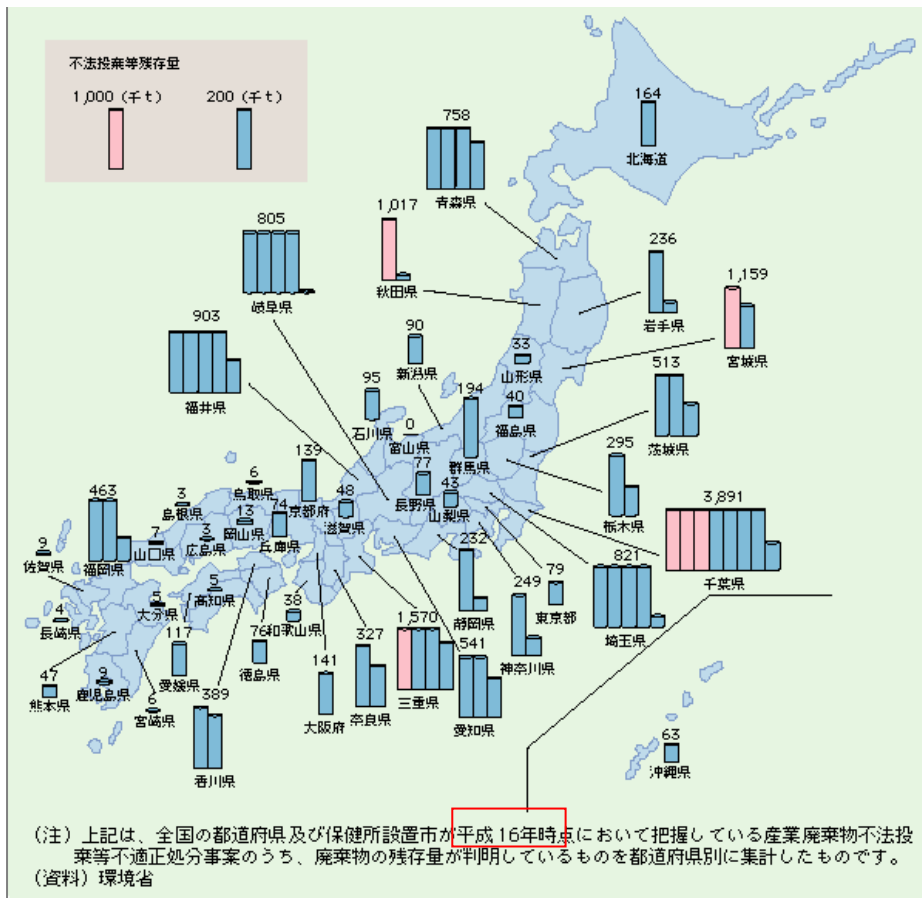 不法投棄等残存量
1,000（千t）
200（千t）
164
北海道
758
青森県
1,017
秋田県
236
岩手県
1,159
宮城県
805
岐阜県
903
福井県
90
新潟県
33
山形県
40
福島県
513
茨城県
95
石川県
0
富山県
194
群馬県
295
栃木県
139
京都府
77
長野県
43
山梨県
3,891
千葉県
463
福岡県
3
島根県
6
鳥取県
13
岡山県
74
兵庫県
48
滋賀県
232
静岡県
249
神奈川県
79
東京都
821
埼玉県
9
佐賀県
7
山口県
3
広島県
5
高知県
5
大分県
4
長崎県
117
愛媛県
76
徳島県
38
和歌山県
141
大阪府
327
奈良県
1,570
三重県
541
愛知県
47
熊本県
9
鹿児島県
6
宮崎県
389
香川県
63
沖縄県
（注）上記は、全国の都道府県及び保健所設置市が平成16年時点において把握している産業廃棄物不法投
棄等不適正処分事案のうち、廃棄物の残存量が判明しているものを都道府県別に集計したものです。
（資料）環境省